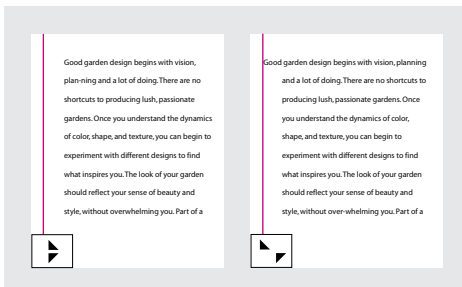 Good garden design begins with vision,
plan-ning and a lot of doing. There are no
shortcuts to producing lush, passionate
gardens. Once you understand the dynamics
of color, shape, and texture, you can begin to
experiment with different designs to find
what inspires you. The look of your garden
should reflect your sense of beauty and
style, without overwhelming you. Part of a
Good garden design begins with vision, planning
and a lot of doing. There are no shortcuts to
producing lush, passionate gardens. Once
you understand the dynamics of color,
shape, and texture, you can begin to
experiment with different designs to find
what inspires you. The look of your garden
should reflect your sense of beauty and
style, without over-whelming you. Part of a